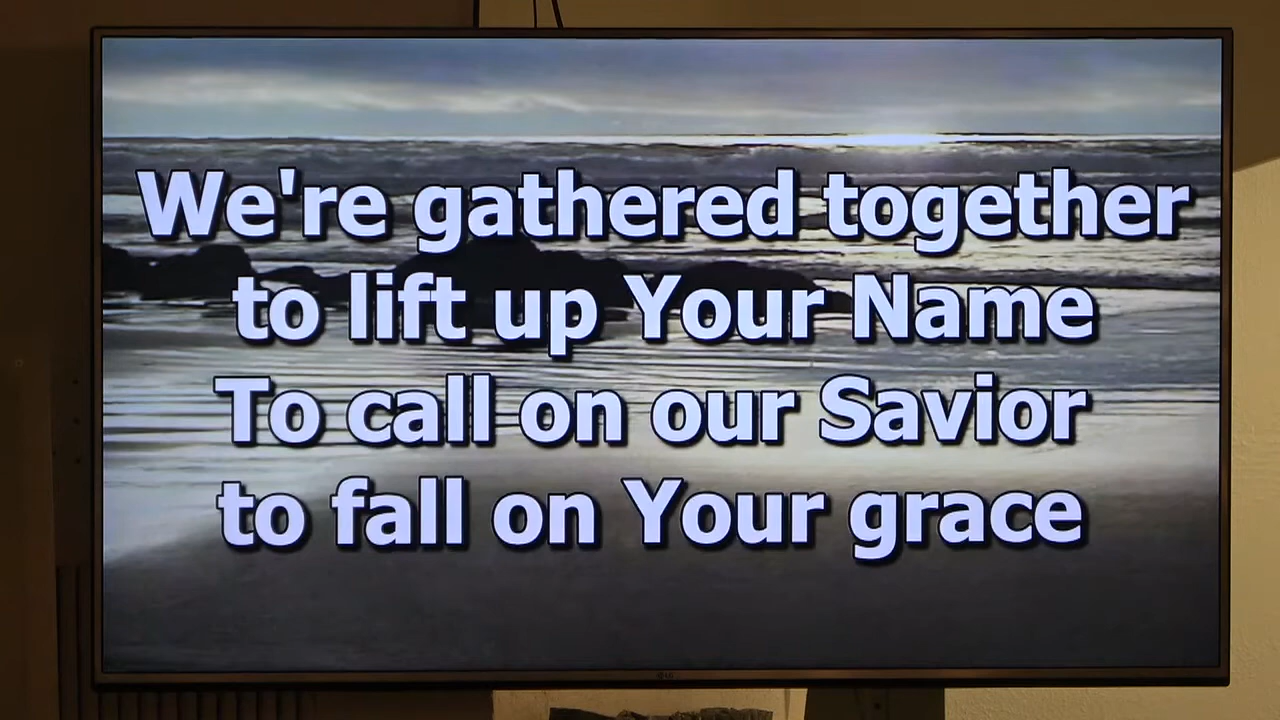 We're gathered together
to lift up Your Name
To call on our Savior
to fall on Your grace
LG